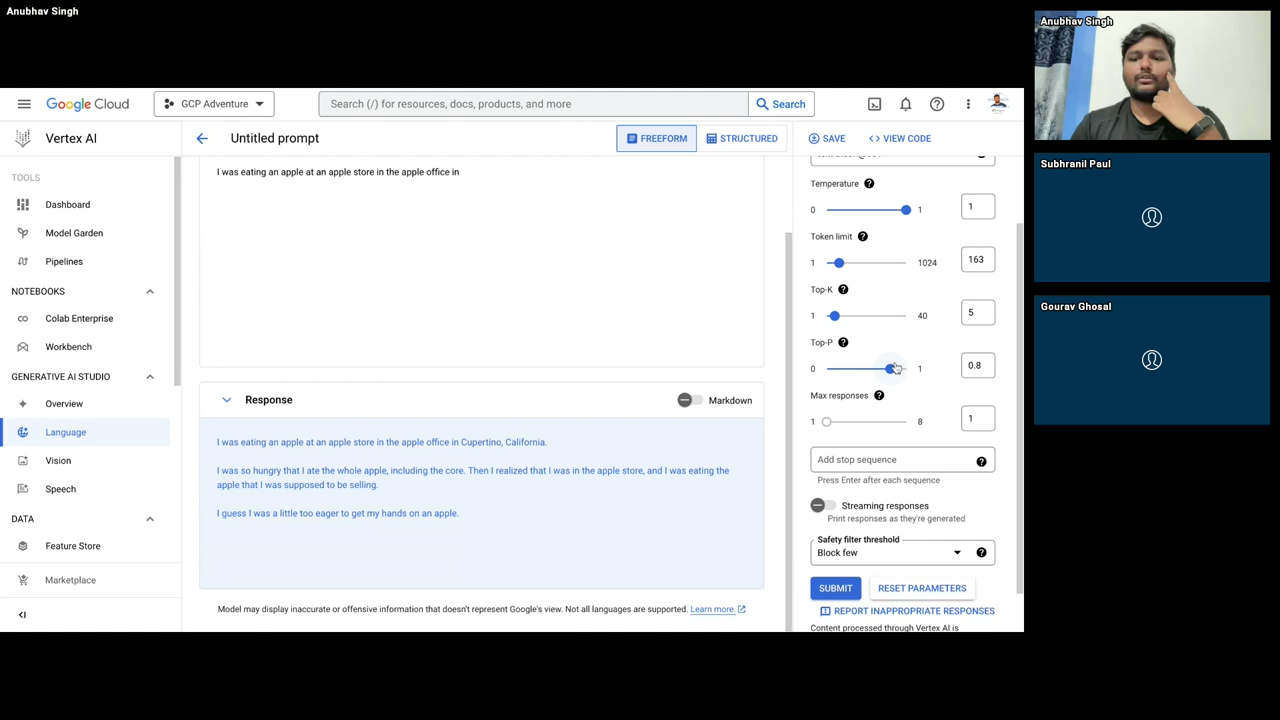 Anubhav Singh
Anubhav Singh
Subhranil Paul
Gourav Ghosal
Google Cloud
GCP Adventure
Search (/) for resources, docs, products, and more
Search
Vertex AI
Untitled prompt
FREEFORM
STRUCTURED
SAVE
<> VIEW CODE
TOOLS
Dashboard
Model Garden
Pipelines
NOTEBOOKS
Colab Enterprise
Workbench
GENERATIVE AI STUDIO
Overview
Language
Vision
Speech
DATA
Feature Store
Marketplace
I was eating an apple at an apple store in the apple office in
Response
Markdown
I was eating an apple at an apple store in the apple office in Cupertino, California.
I was so hungry that I ate the whole apple, including the core. Then I realized that I was in the apple store, and I was eating the
apple that I was supposed to be selling.
I guess I was a little too eager to get my hands on an apple.
Model may display inaccurate or offensive information that doesn't represent Google's view. Not all languages are supported. Learn more.
Temperature
0 1 1
Token limit
1 1024 163
Top-K
1 40 5
Top-P
0 1 0.8
Max responses
1 8 1
Add stop sequence
Press Enter after each sequence
Streaming responses
Print responses as they're generated
Safety filter threshold
Block few
SUBMIT
RESET PARAMETERS
REPORT INAPPROPRIATE RESPONSES
Content processed through Vertex AI is